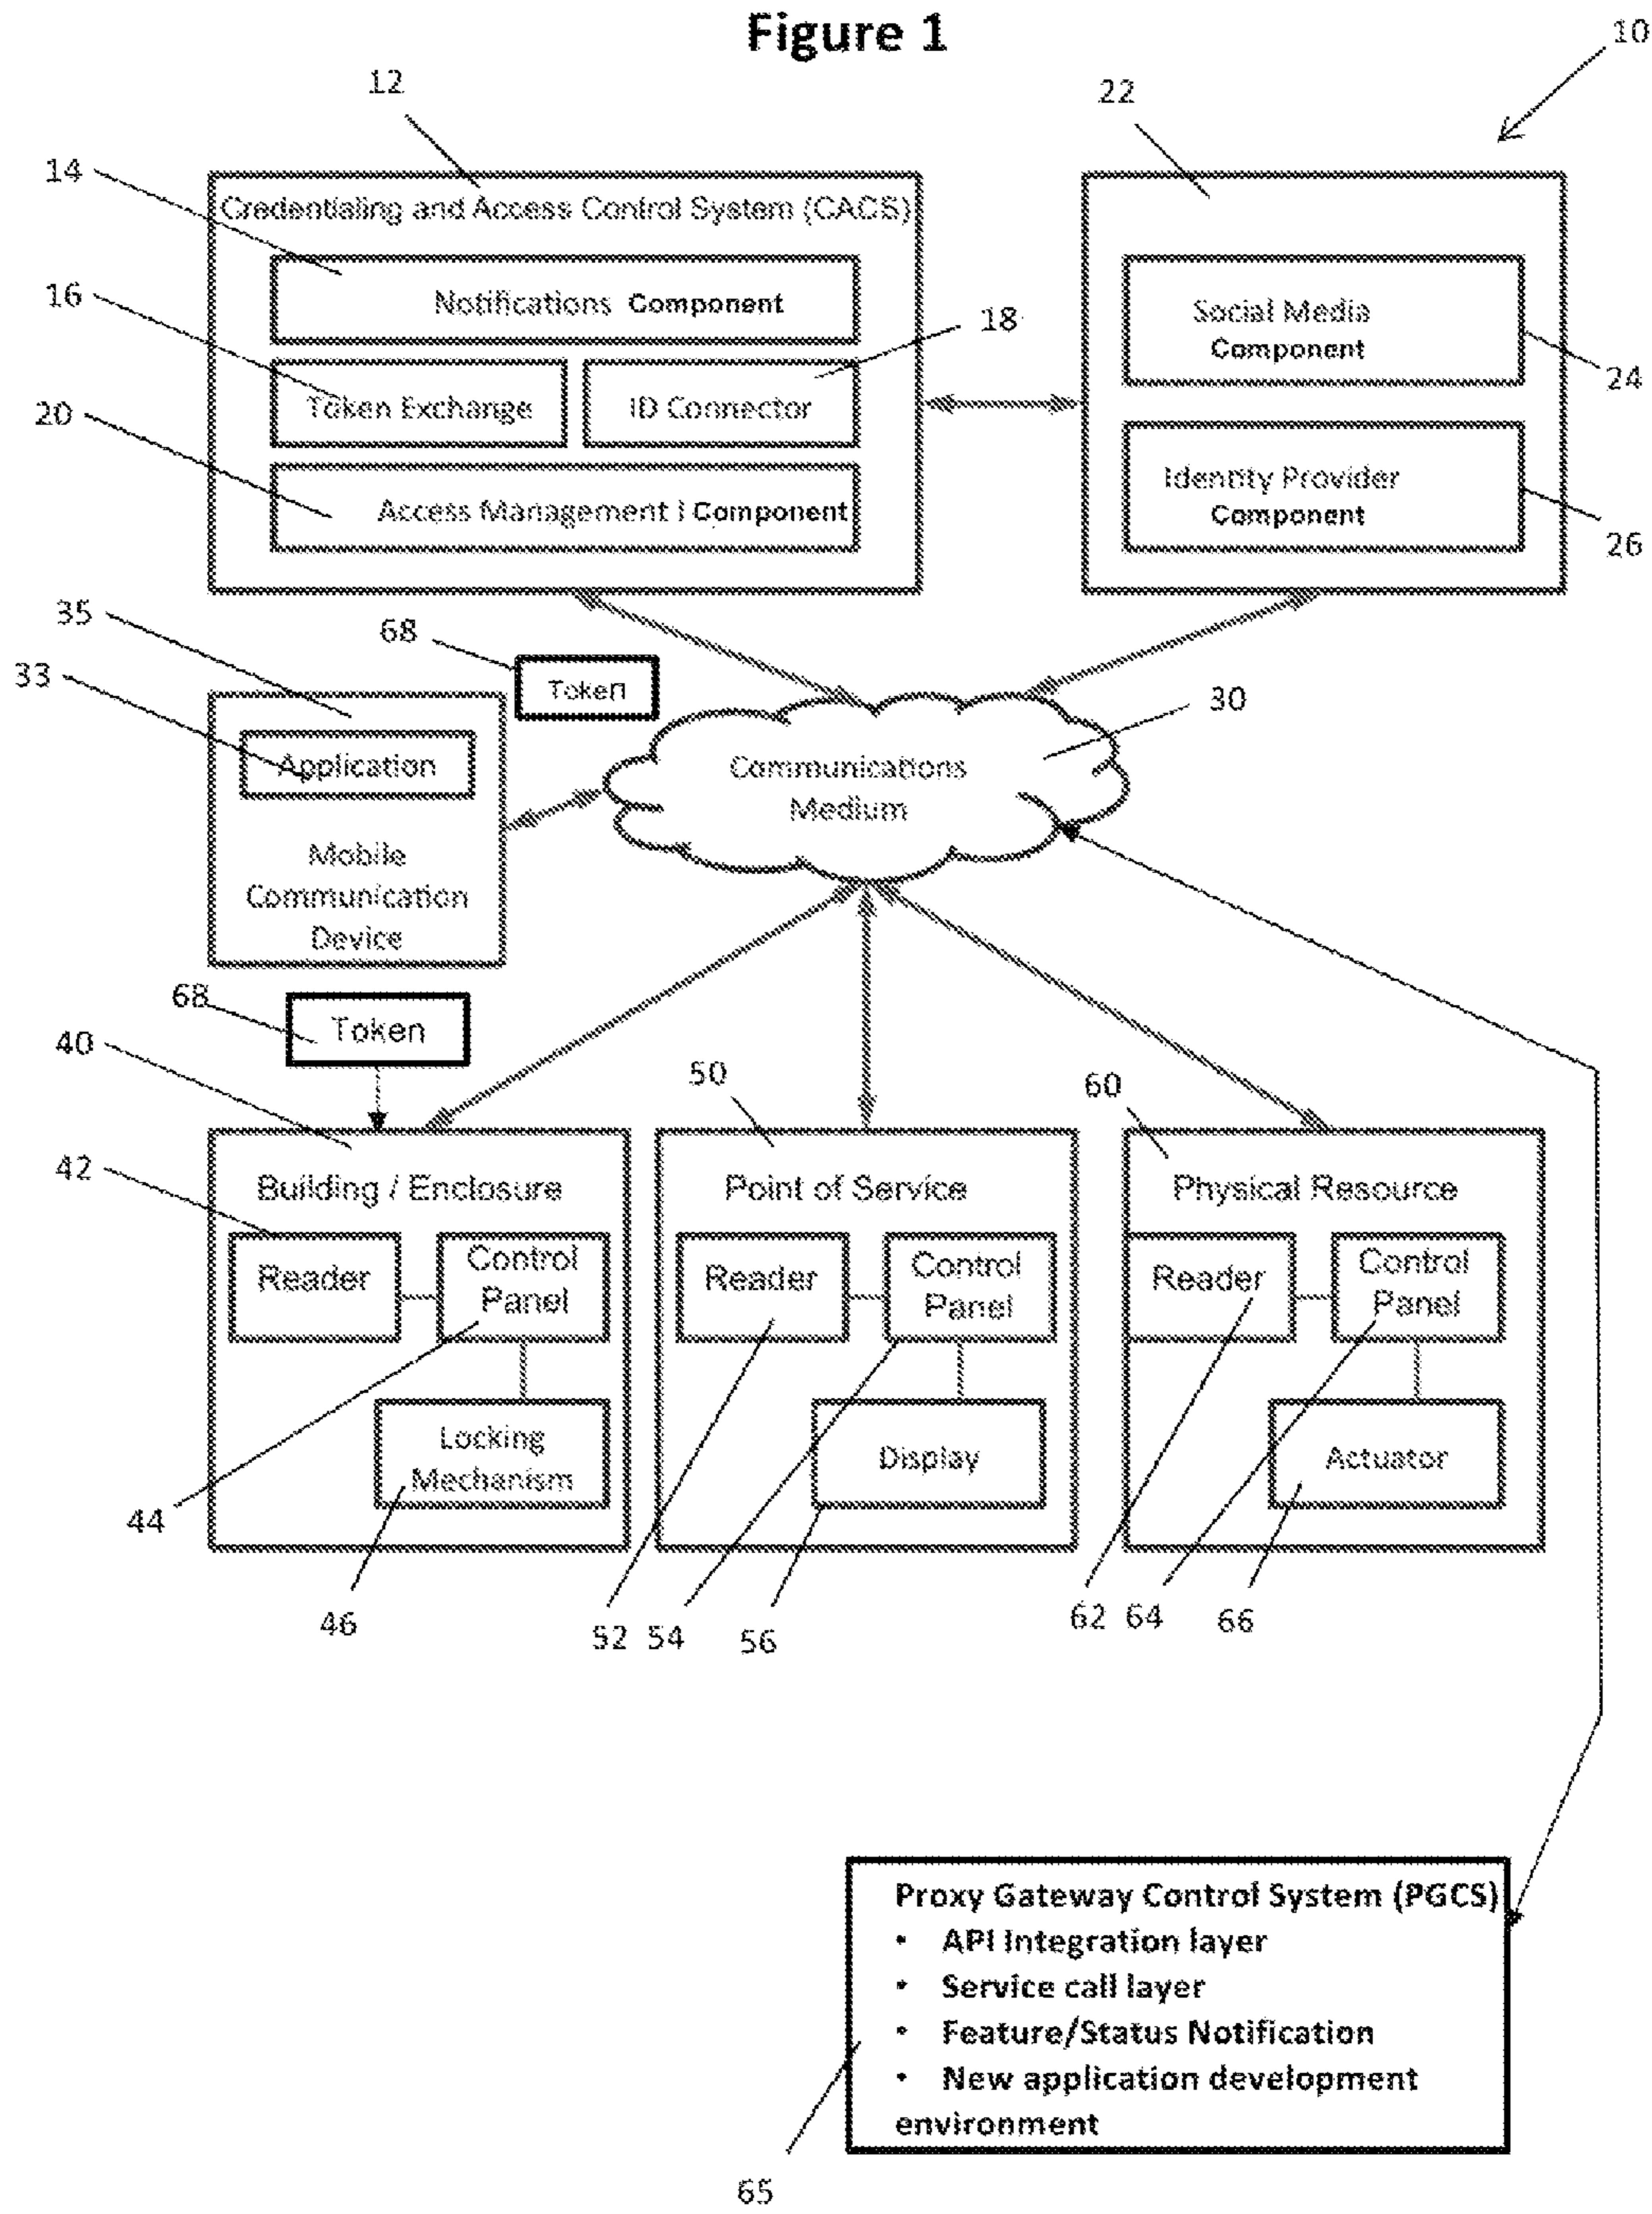 Figure 1
10
12
22
14
Credentialing and Access Control System (CACS)
16
Notifications Component
18
Social Media
Component
24
20
Token Exchange
ID Connector
Identity Provider
Component
26
Access Management | Component
35
68
33
Token
30
Application
Communications
Medium
Mobile
Communication
Device
68
Token
40
50
60
42
Building / Enclosure
Point of Service
Physical Resource
Reader
Control
Panel
Reader
Control
Panel
Reader
Control
Panel
Locking
Mechanism
Display
Actuator
44
46
52
54
56
62
64
66
Proxy Gateway Control System (PGCS)
• API Integration layer
• Service call layer
• Feature/Status Notification
• New application development
environment
65